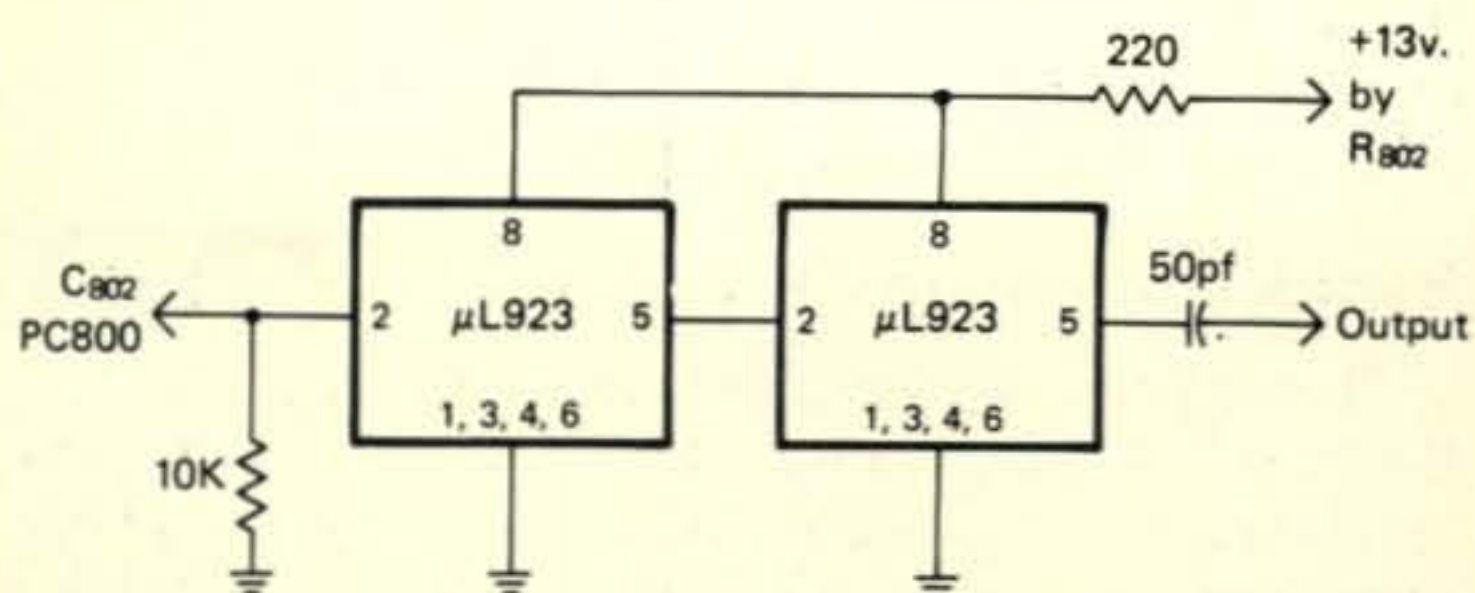 220
+13v.
by
R802
8
8
C802
PC800
2
μL923
5
2
μL923
5
50pf
Output
1, 3, 4, 6
1, 3, 4, 6
10K